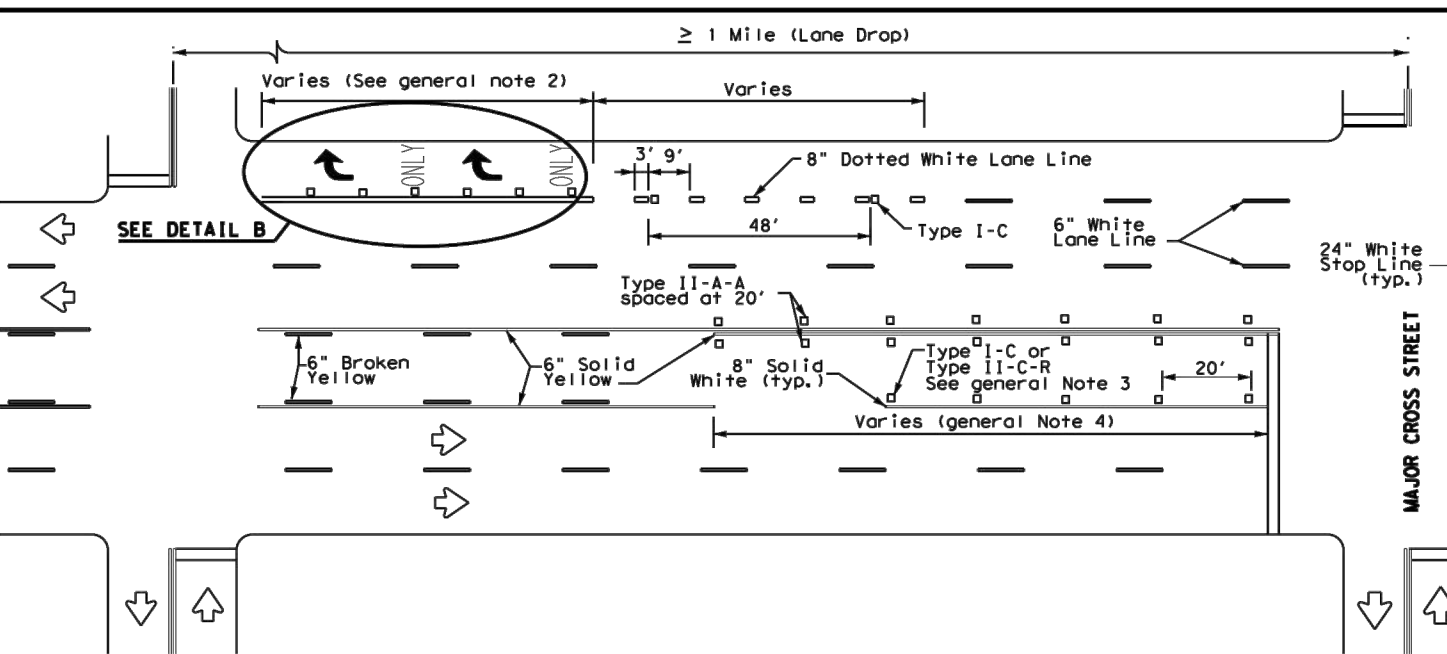 ≥ 1 Mile (Lane Drop)
Varies (See general note 2)
Varies
ONLY
ONLY
3' 9'
8" Dotted White Lane Line
SEE DETAIL B
48'
Type I-C
6" White
Lane Line
24" White
Stop Line
(typ.)
Type II-A-A
spaced at 20'
6" Broken
Yellow
6" Solid
Yellow
8" Solid
White (typ.)
Type I-C or
Type II-C-R
See general Note 3
20'
Varies (general Note 4)
MAJOR CROSS STREET